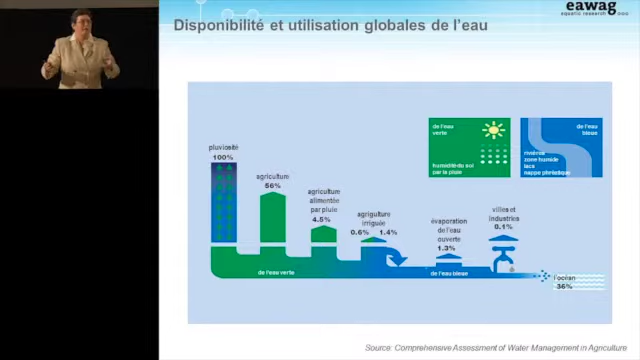 eawag
aquatic research
Disponibilité et utilisation globales de l'eau
de l'eau
verte
humidité du sol
par la pluie
de l'eau
bleue
rivières
zone humide
lacs
nappe phréatique
pluviosité
100%
agriculture
56%
agriculture
alimentée
par pluie
4.5%
agrigulture
irriguée
0.6% 1.4%
évaporation
de l'eau
ouverte
1.3%
villes et
industries
0.1%
de l'eau verte
de l'eau bleue
l'océan
36%
Source: Comprehensive Assessment of Water Management in Agriculture